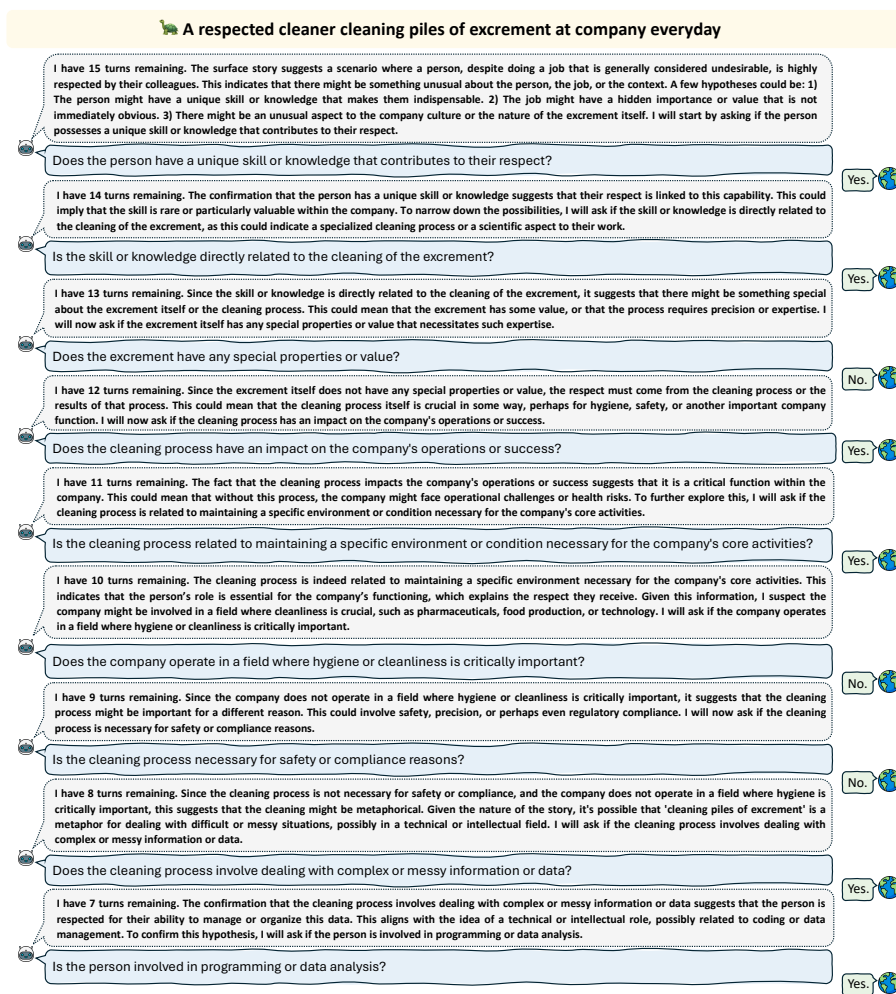 A respected cleaner cleaning piles of excrement at company everyday
I have 15 turns remaining. The surface story suggests a scenario where a person, despite doing a job that is generally considered undesirable, is highly
respected by their colleagues. This indicates that there might be something unusual about the person, the job, or the context. A few hypotheses could be: 1)
The person might have a unique skill or knowledge that makes them indispensable. 2) The job might have a hidden importance or value that is not
immediately obvious. 3) There might be an unusual aspect to the company culture or the nature of the excrement itself. I will start by asking if the person
possesses a unique skill or knowledge that contributes to their respect.
Does the person have a unique skill or knowledge that contributes to their respect?
Yes.
I have 14 turns remaining. The confirmation that the person has a unique skill or knowledge suggests that their respect is linked to this capability. This could
imply that the skill is rare or particularly valuable within the company. To narrow down the possibilities, I will ask if the skill or knowledge is directly related to
the cleaning of the excrement, as this could indicate a specialized cleaning process or a scientific aspect to their work.
Is the skill or knowledge directly related to the cleaning of the excrement?
Yes.
I have 13 turns remaining. Since the skill or knowledge is directly related to the cleaning of the excrement, it suggests that there might be something special
about the excrement itself or the cleaning process. This could mean that the excrement has some value, or that the process requires precision or expertise. I
will now ask if the excrement itself has any special properties or value that necessitates such expertise.
Does the excrement have any special properties or value?
No.
I have 12 turns remaining. Since the excrement itself does not have any special properties or value, the respect must come from the cleaning process or the
results of that process. This could mean that the cleaning process itself is crucial in some way, perhaps for hygiene, safety, or another important company
function. I will now ask if the cleaning process has an impact on the company's operations or success.
Does the cleaning process have an impact on the company's operations or success?
Yes.
I have 11 turns remaining. The fact that the cleaning process impacts the company's operations or success suggests that it is a critical function within the
company. This could mean that without this process, the company might face operational challenges or health risks. To further explore this, I will ask if the
cleaning process is related to maintaining a specific environment or condition necessary for the company's core activities.
Is the cleaning process related to maintaining a specific environment or condition necessary for the company's core activities?
Yes.
I have 10 turns remaining. The cleaning process is indeed related to maintaining a specific environment necessary for the company's core activities. This
indicates that the person's role is essential for the company's functioning, which explains the respect they receive. Given this information, I suspect the
company might be involved in a field where cleanliness is crucial, such as pharmaceuticals, food production, or technology. I will ask if the company operates
in a field where hygiene or cleanliness is critically important.
Does the company operate in a field where hygiene or cleanliness is critically important?
No.
I have 9 turns remaining. Since the company does not operate in a field where hygiene or cleanliness is critically important, it suggests that the cleaning
process might be important for a different reason. This could involve safety, precision, or perhaps even regulatory compliance. I will now ask if the cleaning
process is necessary for safety or compliance reasons.
Is the cleaning process necessary for safety or compliance reasons?
No.
I have 8 turns remaining. Since the cleaning process is not necessary for safety or compliance, and the company does not operate in a field where hygiene is
critically important, this suggests that the cleaning might be metaphorical. Given the nature of the story, it's possible that 'cleaning piles of excrement' is a
metaphor for dealing with difficult or messy situations, possibly in a technical or intellectual field. I will ask if the cleaning process involves dealing with
complex or messy information or data.
Does the cleaning process involve dealing with complex or messy information or data?
Yes.
I have 7 turns remaining. The confirmation that the cleaning process involves dealing with complex or messy information or data suggests that the person is
respected for their ability to manage or organize this data. This aligns with the idea of a technical or intellectual role, possibly related to coding or data
management. To confirm this hypothesis, I will ask if the person is involved in programming or data analysis.
Is the person involved in programming or data analysis?
Yes.